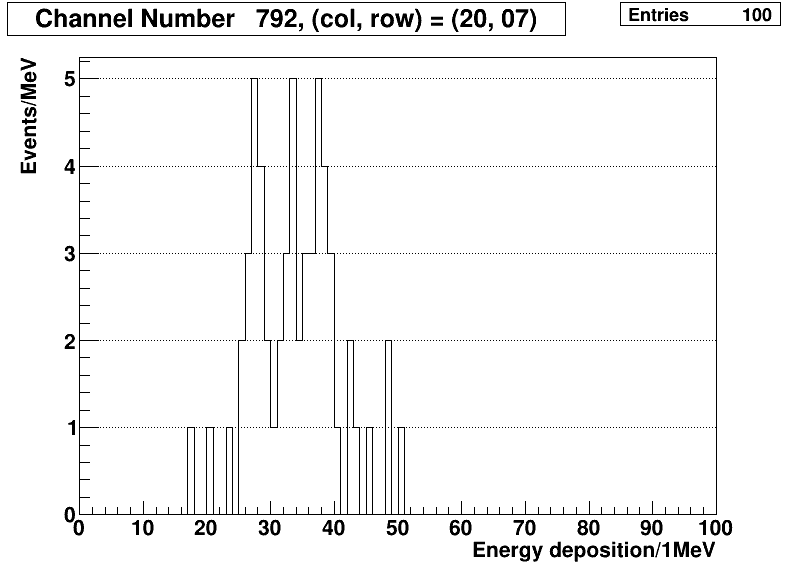 Channel Number 792, (col, row) = (20, 07)
Entries 100
Events/MeV
5
4
3
2
1
0
0 10 20 30 40 50 60 70 80 90 100
Energy deposition/1MeV